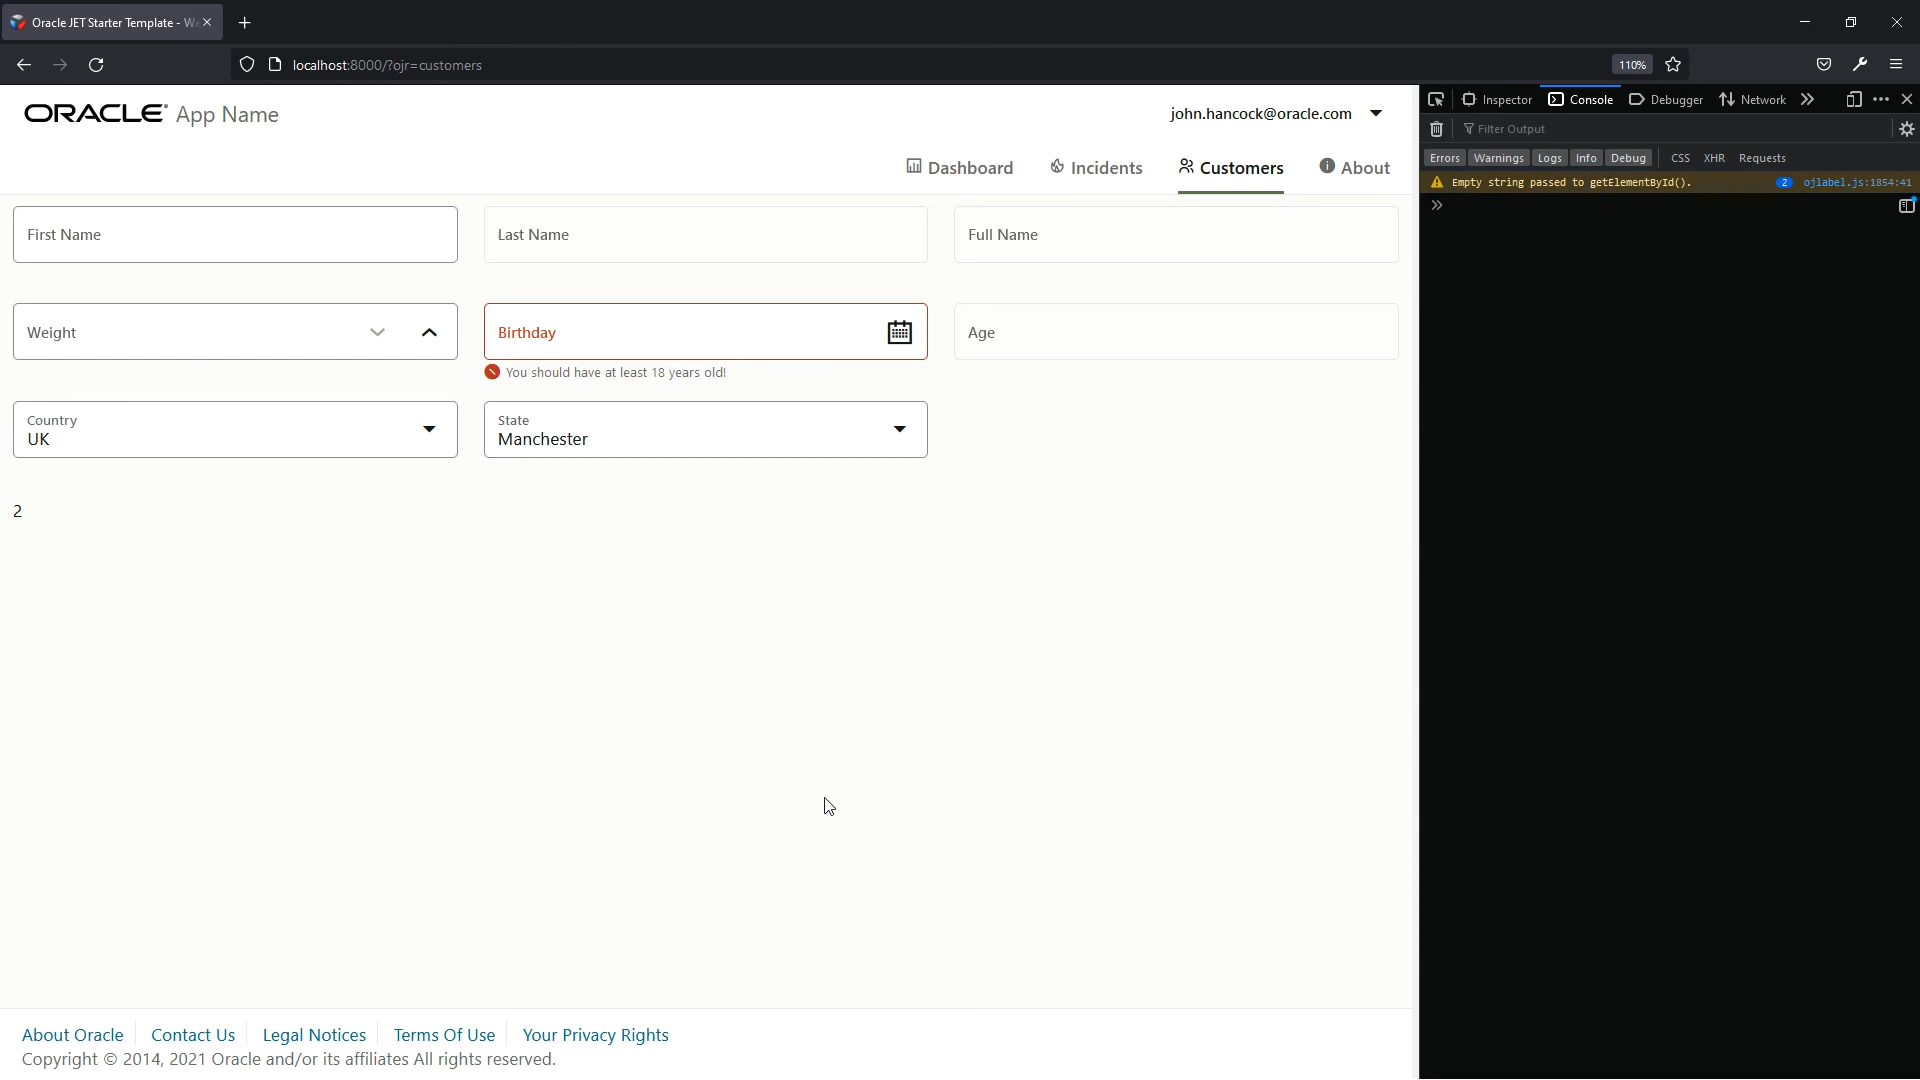 Oracle JET Starter Template - We
localhost:8000/?ojr=customers
110%
ORACLE App Name
john.hancock@oracle.com
Dashboard
Incidents
Customers
About
First Name
Last Name
Full Name
Weight
Birthday
Age
You should have at least 18 years old!
Country
UK
State
Manchester
2
About Oracle
Contact Us
Legal Notices
Terms Of Use
Your Privacy Rights
Copyright © 2014, 2021 Oracle and/or its affiliates All rights reserved.
Inspector
Console
Debugger
Network
Filter Output
Errors
Warnings
Logs
Info
Debug
CSS
XHR
Requests
Empty string passed to getElementById().
2
ojlabel.js:1854:41